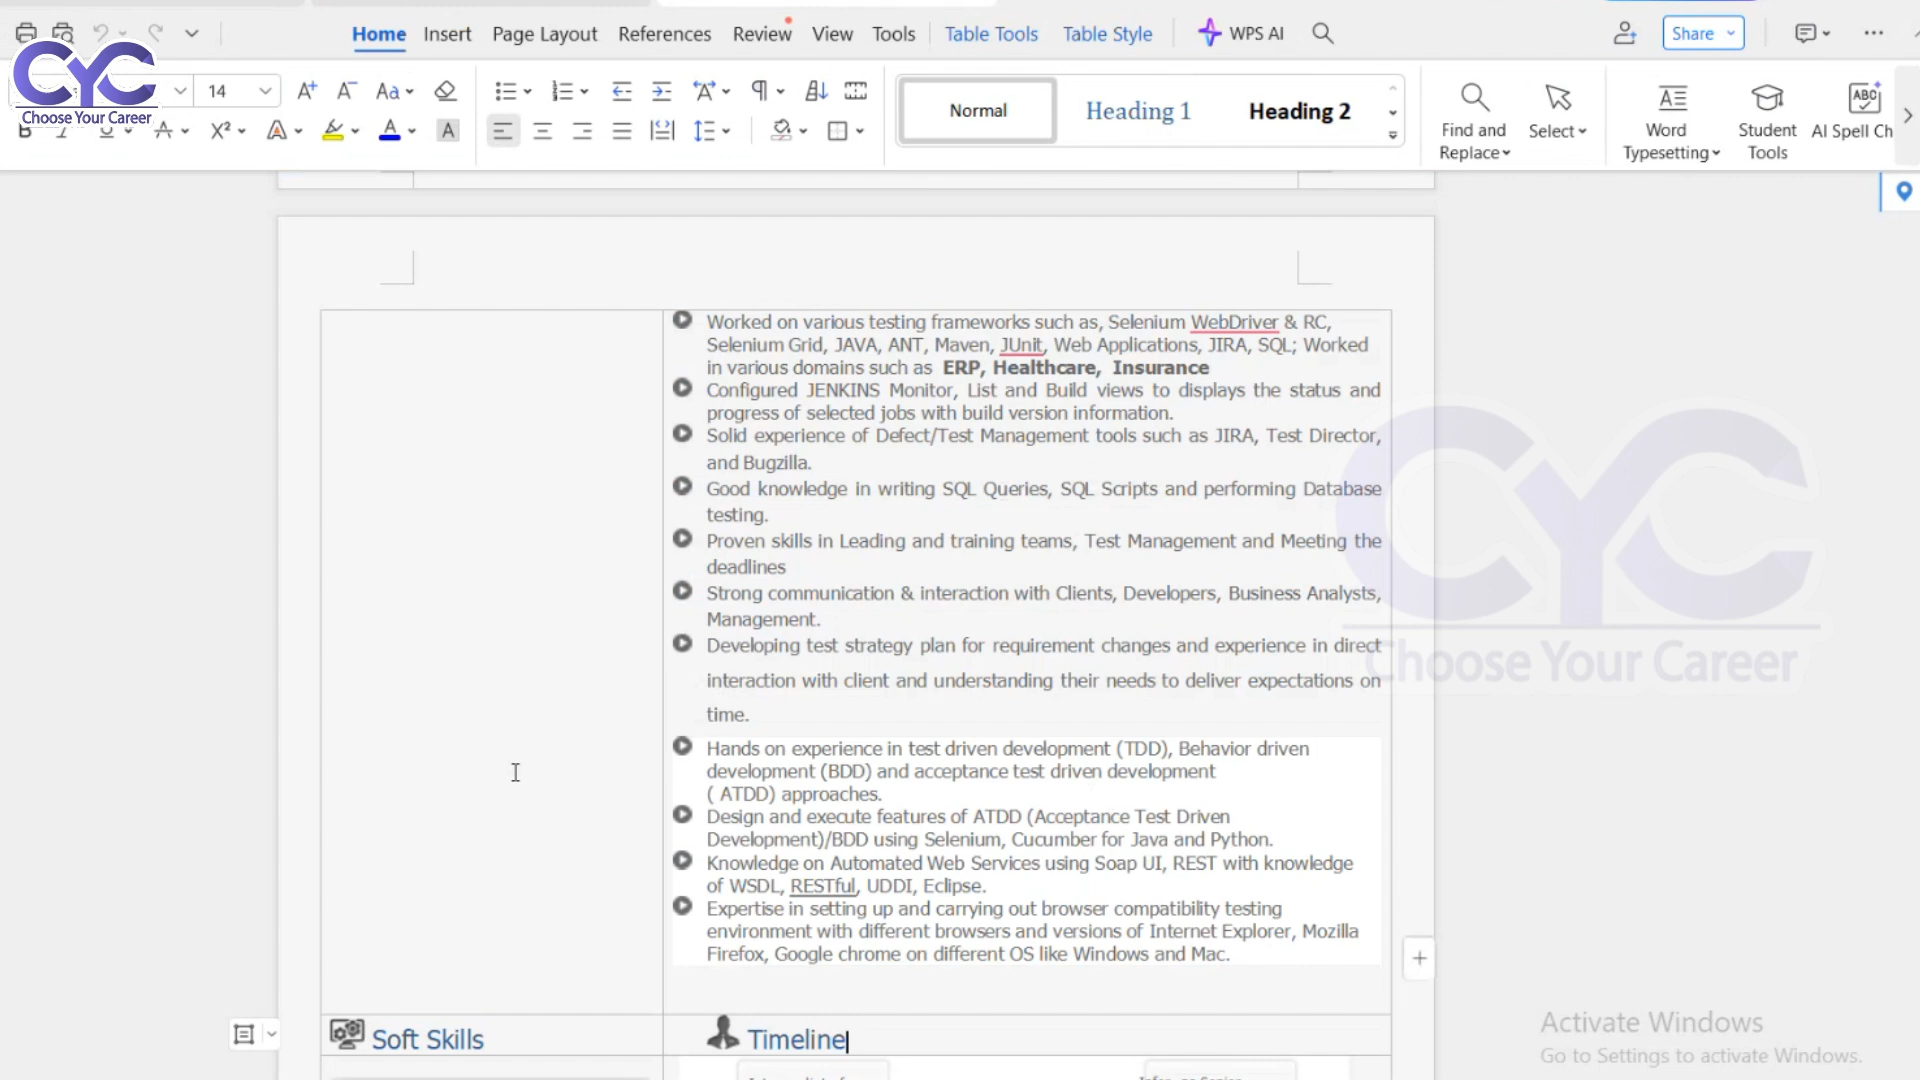 Home Insert Page Layout References Review View Tools Table Tools Table Style WPS AI Share
CYC
Choose Your Career
14
Normal Heading 1 Heading 2
Find and Replace
Select
Word Typesetting
Student Tools
AI Spell Ch
Worked on various testing frameworks such as, Selenium WebDriver & RC,
Selenium Grid, JAVA, ANT, Maven, JUnit, Web Applications, JIRA, SQL; Worked
in various domains such as ERP, Healthcare, Insurance
Configured JENKINS Monitor, List and Build views to displays the status and
progress of selected jobs with build version information.
Solid experience of Defect/Test Management tools such as JIRA, Test Director,
and Bugzilla.
Good knowledge in writing SQL Queries, SQL Scripts and performing Database
testing.
Proven skills in Leading and training teams, Test Management and Meeting the
deadlines
Strong communication & interaction with Clients, Developers, Business Analysts,
Management.
Developing test strategy plan for requirement changes and experience in direct
interaction with client and understanding their needs to deliver expectations on
time.
Hands on experience in test driven development (TDD), Behavior driven
development (BDD) and acceptance test driven development
( ATDD) approaches.
Design and execute features of ATDD (Acceptance Test Driven
Development)/BDD using Selenium, Cucumber for Java and Python.
Knowledge on Automated Web Services using Soap UI, REST with knowledge
of WSDL, RESTful, UDDI, Eclipse.
Expertise in setting up and carrying out browser compatibility testing
environment with different browsers and versions of Internet Explorer, Mozilla
Firefox, Google chrome on different OS like Windows and Mac.
CYC
Choose Your Career
Soft Skills
Timeline
Activate Windows
Go to Settings to activate Windows.